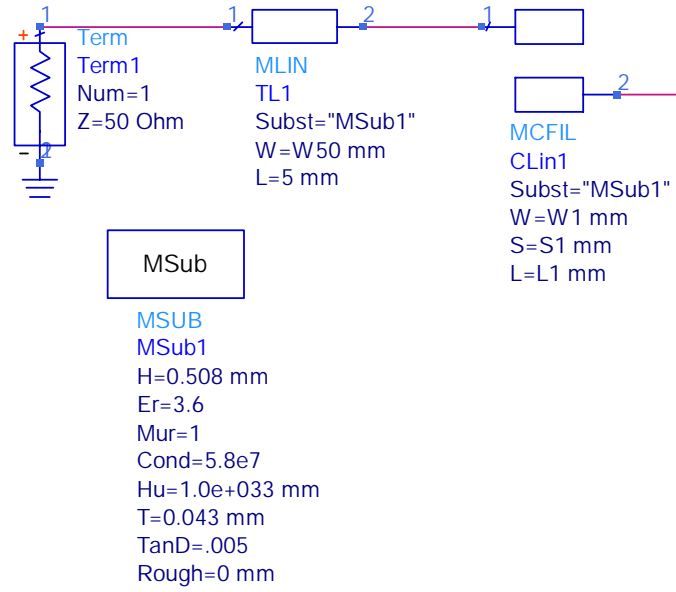 1
1
2
1
+
Term
Term1
Num=1
Z=50 Ohm
-
2
MLIN
TL1
Subst="MSub1"
W=W50 mm
L=5 mm
2
MCFIL
CLin1
Subst="MSub1"
W=W1 mm
S=S1 mm
L=L1 mm
MSub
MSUB
MSub1
H=0.508 mm
Er=3.6
Mur=1
Cond=5.8e7
Hu=1.0e+033 mm
T=0.043 mm
TanD=.005
Rough=0 mm